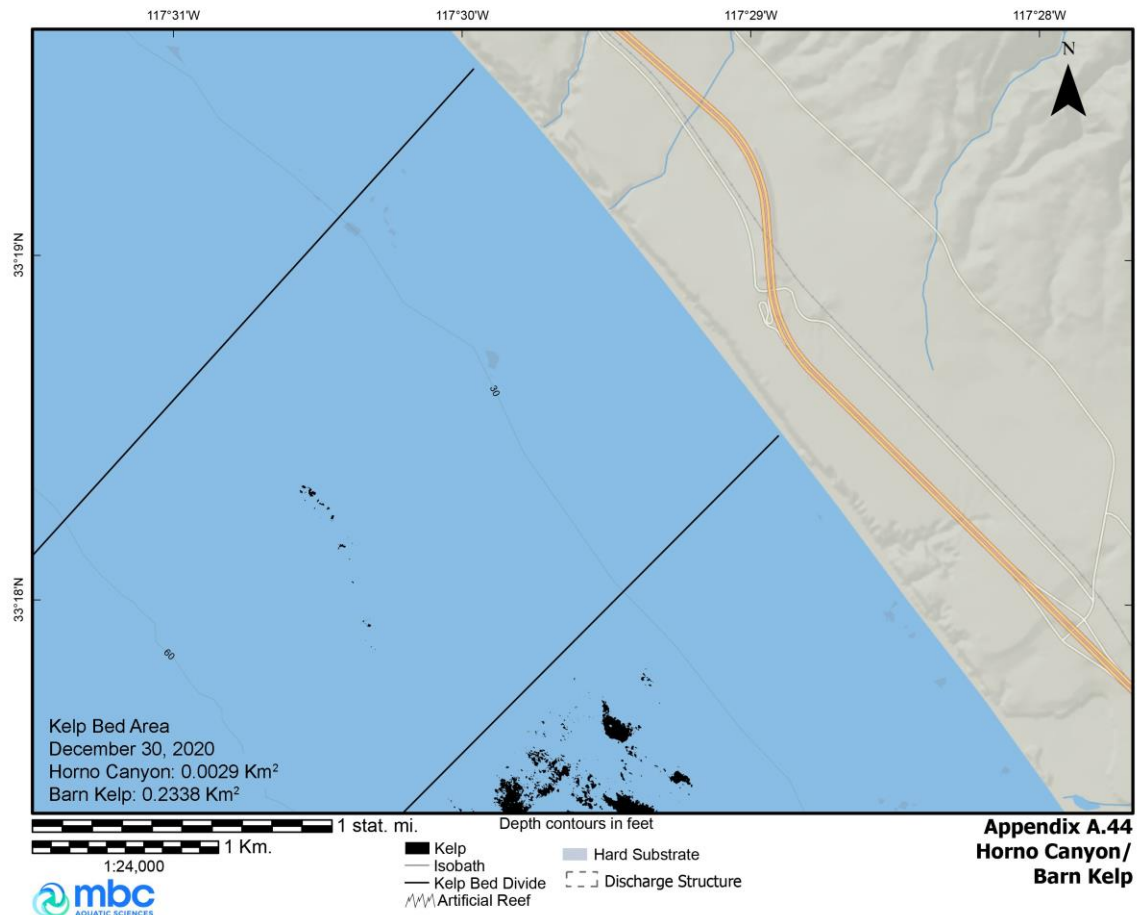 117°31'W 117°30'W 117°29'W 117°28'W
N
33°19'N
30
33°18'N
60
Kelp Bed Area
December 30, 2020
Horno Canyon: 0.0029 Km²
Barn Kelp: 0.2338 Km²
1 stat. mi.
1 Km.
1:24,000
mbc
AQUATIC SCIENCES
Depth contours in feet
Kelp
Isobath
Kelp Bed Divide
Artificial Reef
Hard Substrate
Discharge Structure
Appendix A.44
Horno Canyon/
Barn Kelp